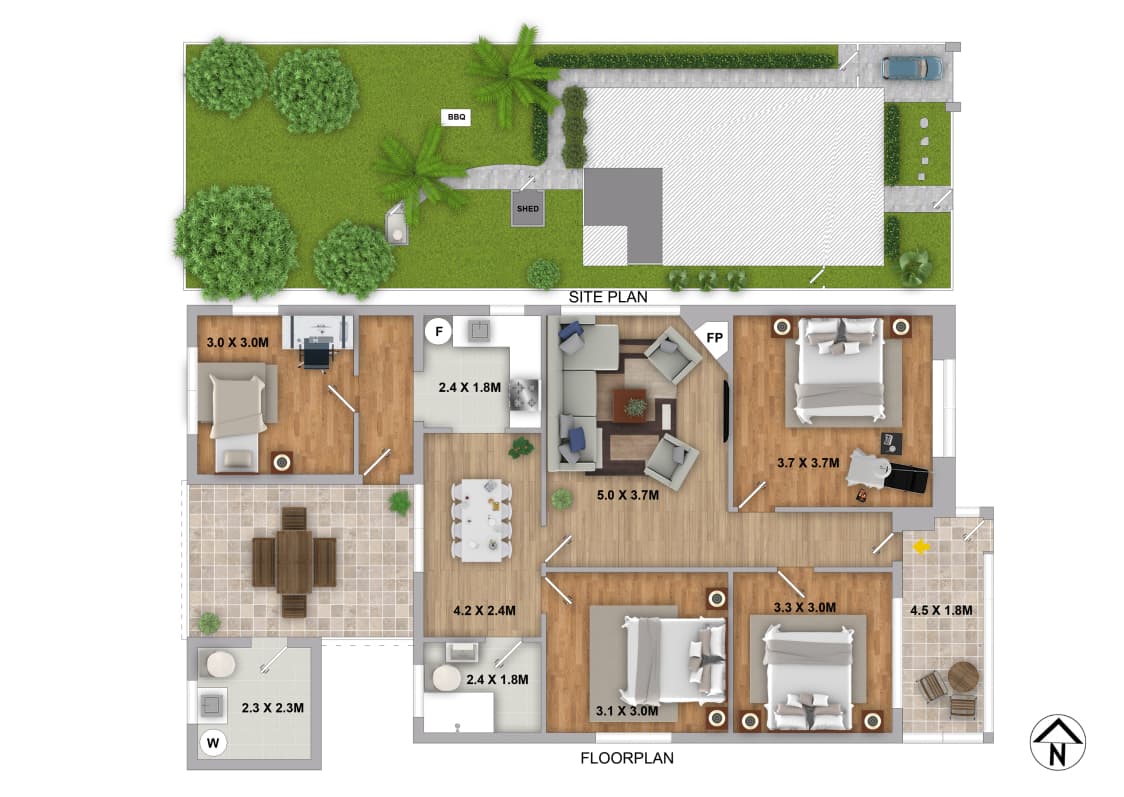 BBQ
SHED
SITE PLAN
3.0 X 3.0M
F
FP
2.4 X 1.8M
3.7 X 3.7M
5.0 X 3.7M
4.2 X 2.4M
3.3 X 3.0M
4.5 X 1.8M
2.4 X 1.8M
2.3 X 2.3M
3.1 X 3.0M
W
FLOORPLAN
N